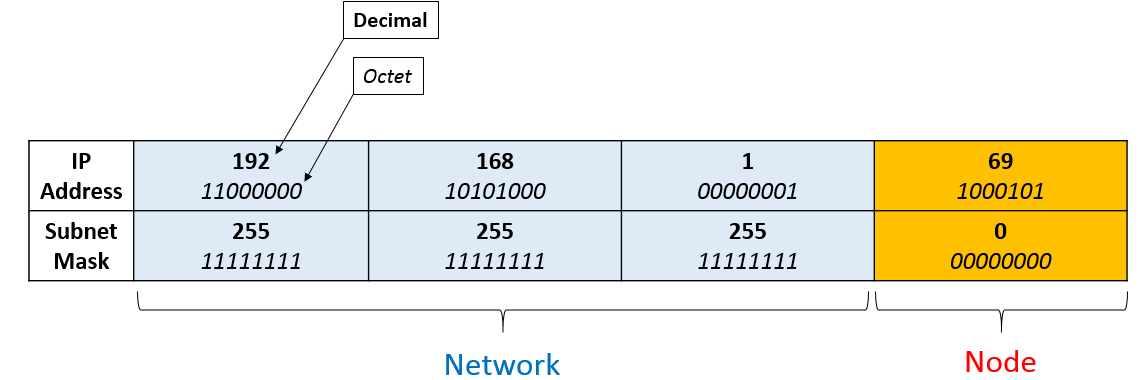 Decimal
Octet
IP Address 192 168 1 69
11000000 10101000 00000001 1000101
Subnet Mask 255 255 255 0
11111111 11111111 11111111 00000000
Network Node